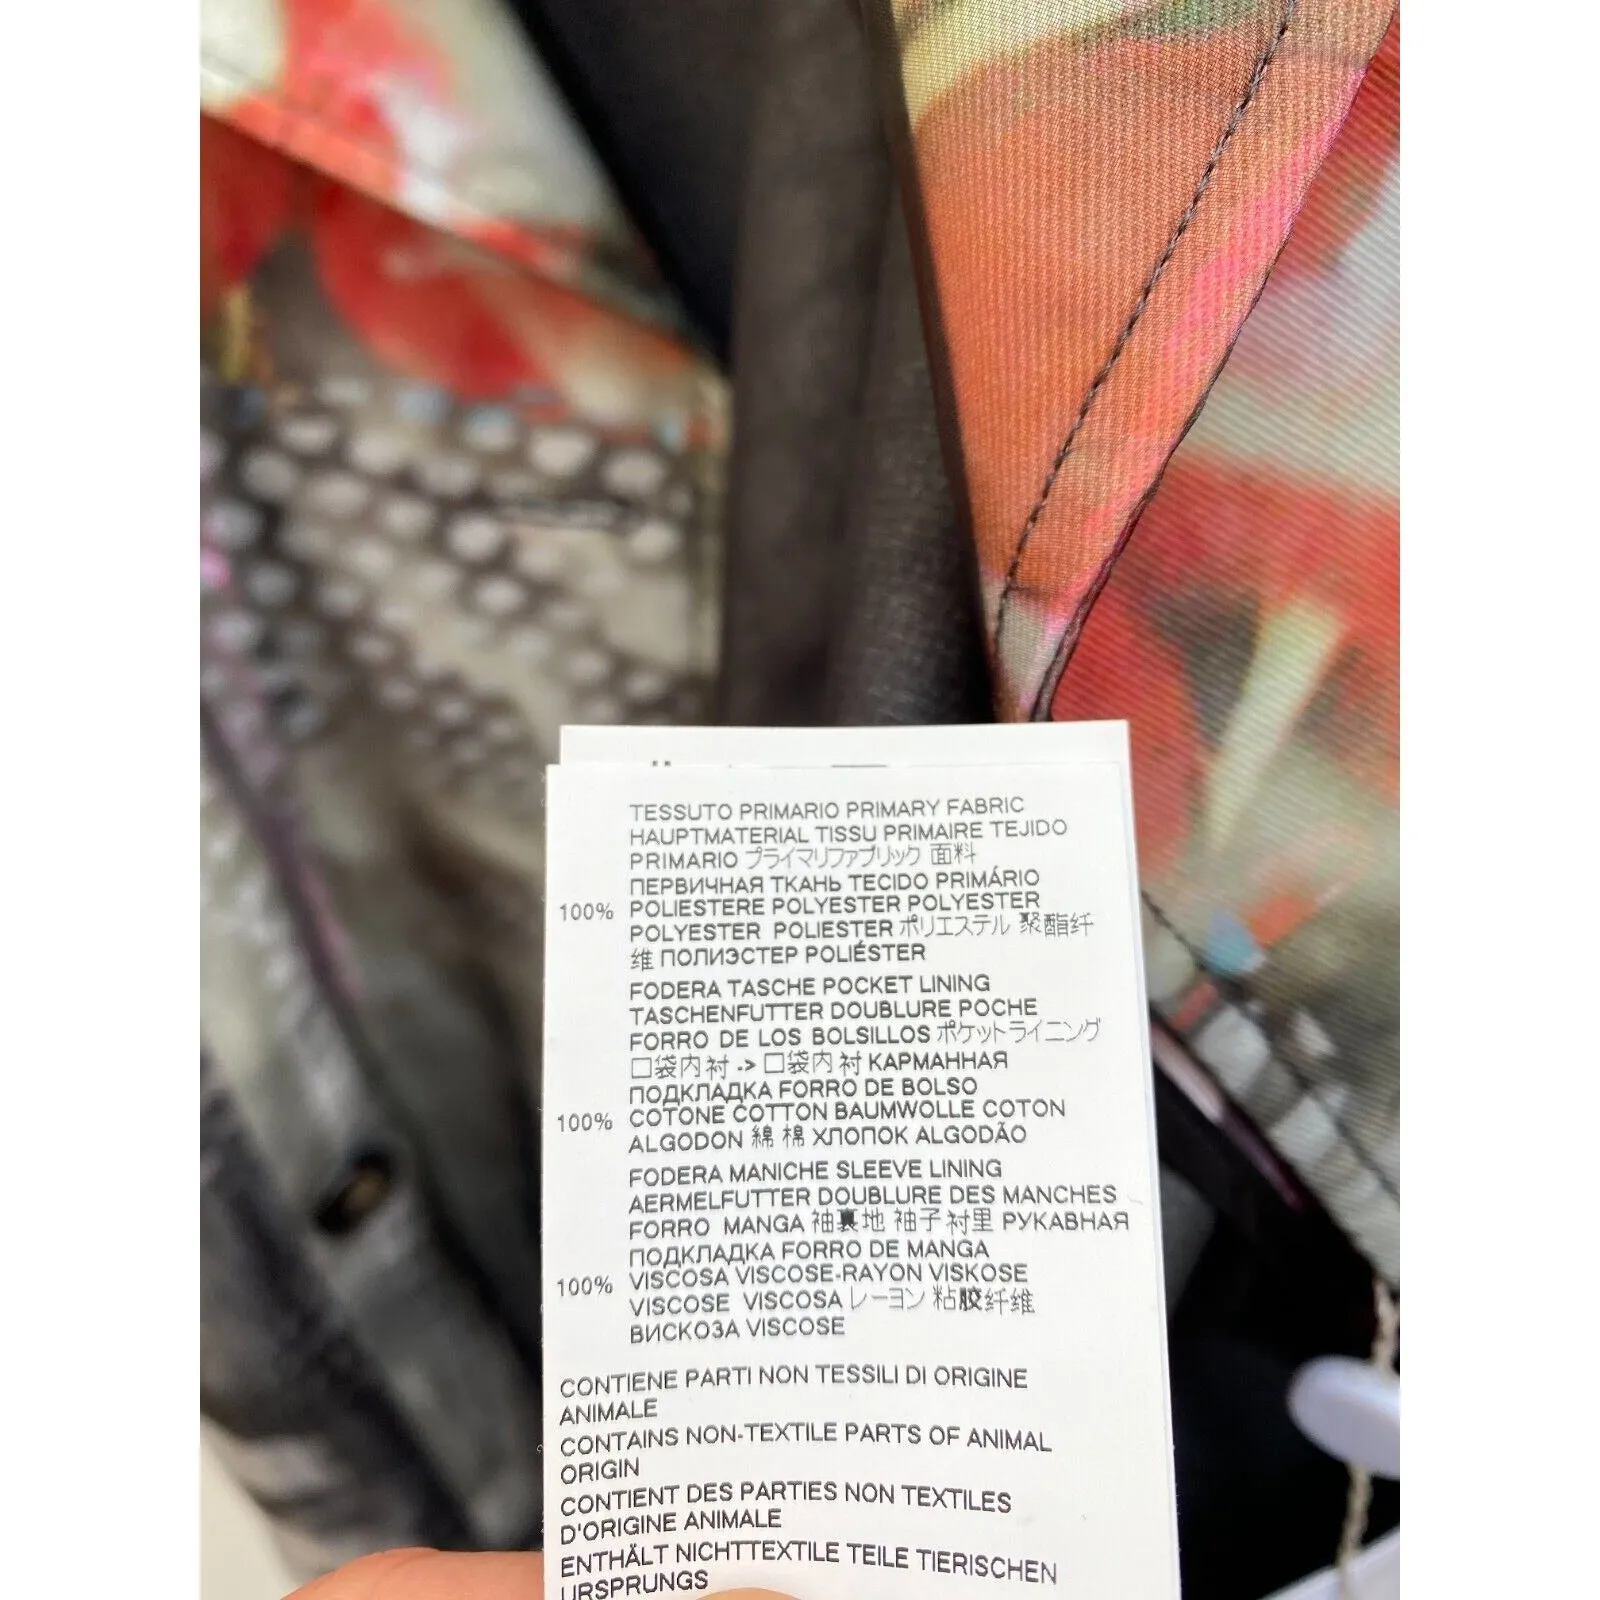 TESSUTO PRIMARIO PRIMARY FABRIC
HAUPTMATERIAL TISSU PRIMAIRE TEJIDO
PRIMARIO プライマリファブリック 面料
ПЕРВИЧНАЯ ТКАНЬ TECIDO PRIMÁRIO
100% POLIESTERE POLYESTER POLYESTER
POLYESTER POLIESTER ポリエステル 聚酯纤
维 ПОЛИЭСТЕР POLIÉSTER
FODERA TASCHE POCKET LINING
TASCHENFUTTER DOUBLURE POCHE
FORRO DE LOS BOLSILLOS ポケットライニング
口袋内衬 -> 口袋内衬 КАРМАННАЯ
ПОДКЛАДКА FORRO DE BOLSO
100% COTONE COTTON BAUMWOLLE COTON
ALGODON 綿 棉 ХЛОПОК ALGODÃO
FODERA MANICHE SLEEVE LINING
AERMELFUTTER DOUBLURE DES MANCHES
FORRO MANGA 袖裏地 袖子衬里 РУКАВНАЯ
ПОДКЛАДКА FORRO DE MANGA
100% VISCOSA VISCOSE-RAYON VISKOSE
VISCOSE VISCOSA レーヨン 粘胶纤维
ВИСКОЗА VISCOSE
CONTIENE PARTI NON TESSILI DI ORIGINE
ANIMALE
CONTAINS NON-TEXTILE PARTS OF ANIMAL
ORIGIN
CONTIENT DES PARTIES NON TEXTILES
D'ORIGINE ANIMALE
ENTHÄLT NICHTTEXTILE TEILE TIERISCHEN
URSPRUNGS